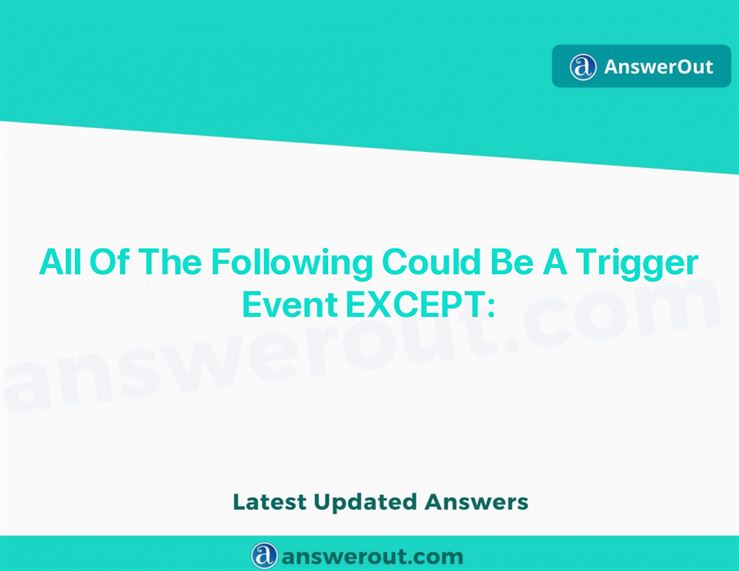 AnswerOut
All Of The Following Could Be A Trigger
Event EXCEPT:
answerout.com
Latest Updated Answers
answerout.com